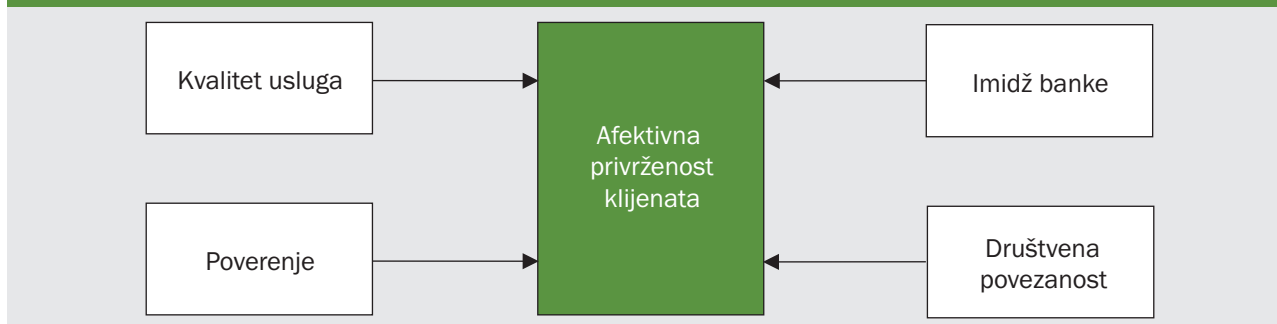 Kvalitet usluga
Imidž banke
Afektivna
privrženost
klijenata
Poverenje
Društvena
povezanost